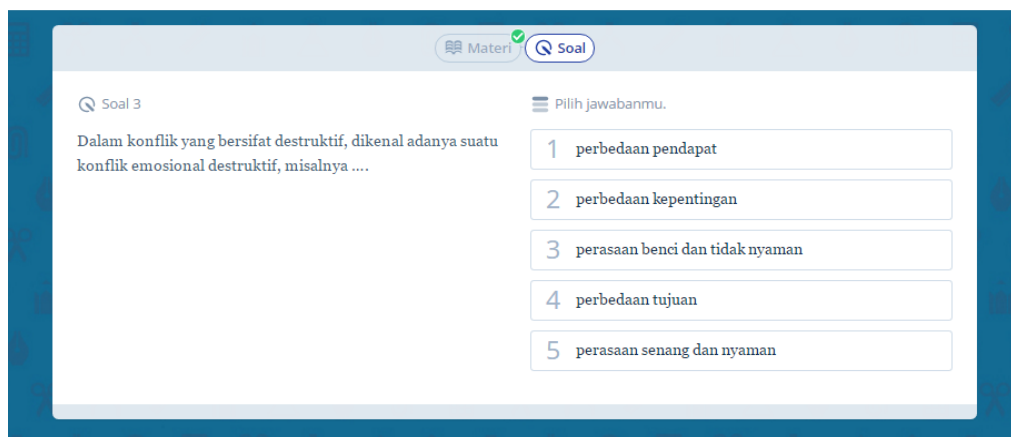 Materi
Soal
Soal 3
Dalam konflik yang bersifat destruktif, dikenal adanya suatu
konflik emosional destruktif, misalnya ....
Pilih jawabanmu.
1 perbedaan pendapat
2 perbedaan kepentingan
3 perasaan benci dan tidak nyaman
4 perbedaan tujuan
5 perasaan senang dan nyaman